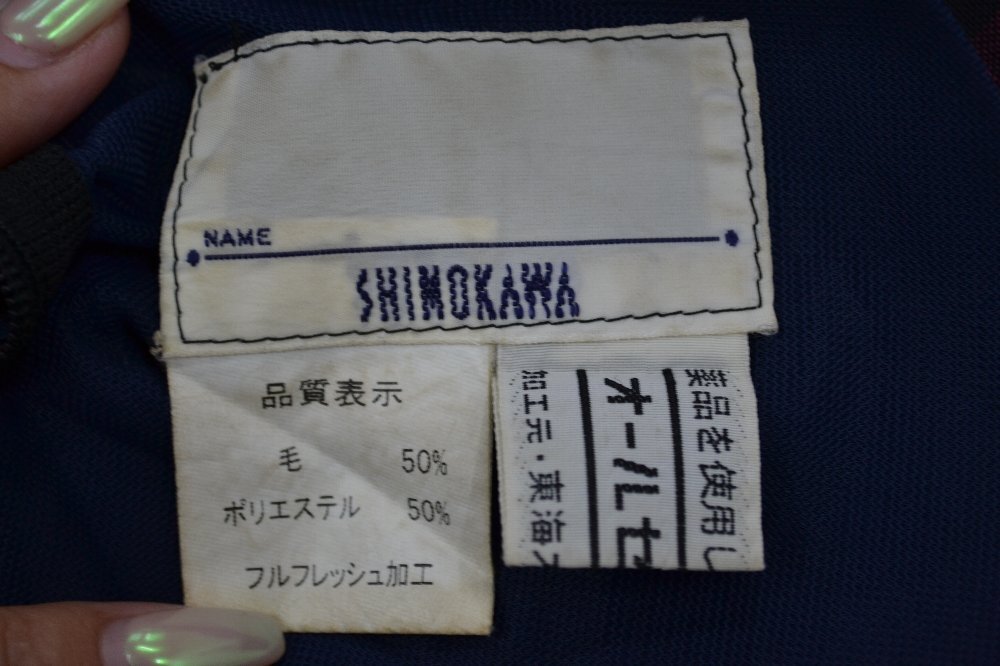 NAME
SHIMOKAWA
品質表示
毛 50%
ポリエステル 50%
フルフレッシュ加工
薬品を使用し
オールセ
加工元・東海